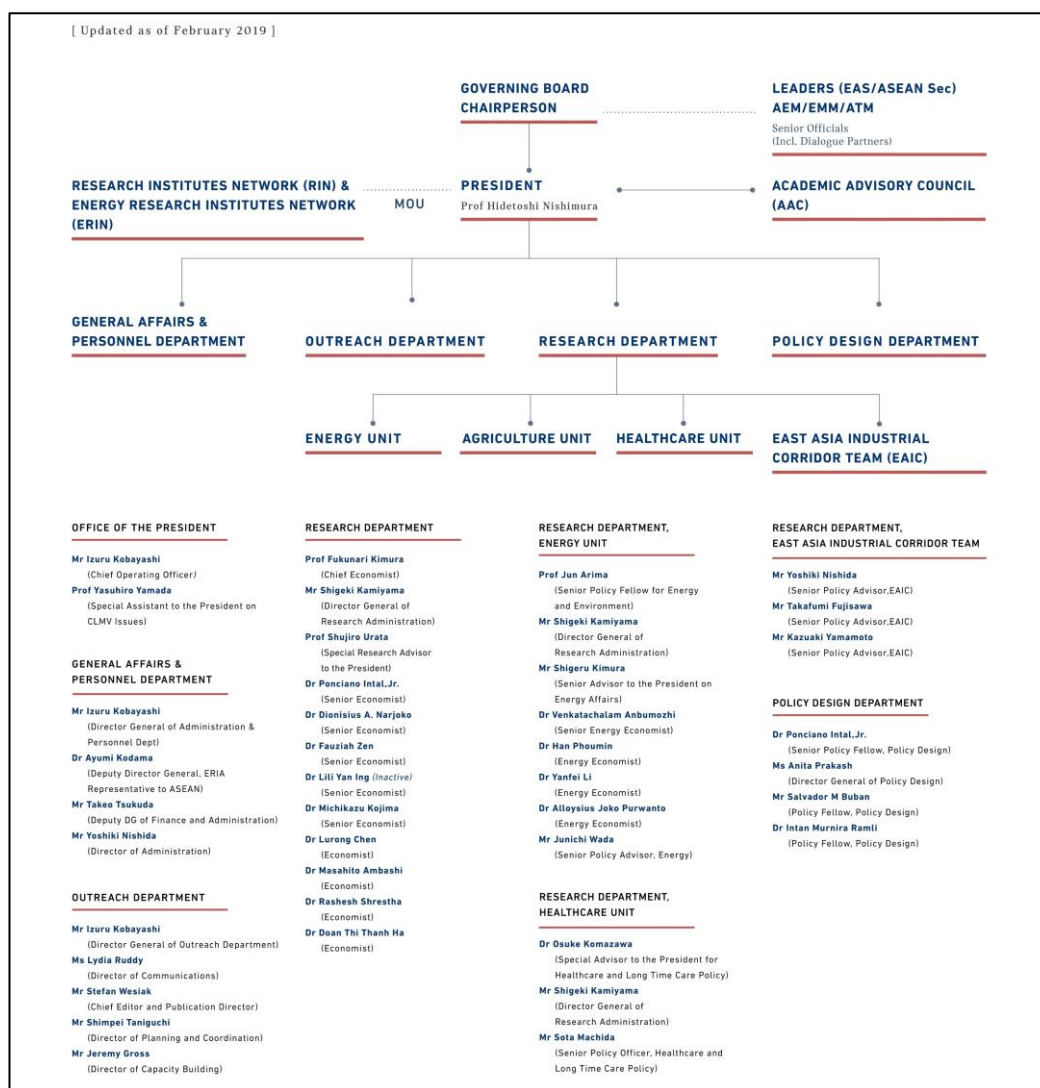 [ Updated as of February 2019 ]
GOVERNING BOARD
CHAIRPERSON
LEADERS (EAS/ASEAN Sec)
AEM/EMM/ATM
Senior Officials
(Incl. Dialogue Partners)
RESEARCH INSTITUTES NETWORK (RIN) &
ENERGY RESEARCH INSTITUTES NETWORK
(ERIN)
MOU
PRESIDENT
Prof Hidetoshi Nishimura
ACADEMIC ADVISORY COUNCIL
(AAC)
GENERAL AFFAIRS &
PERSONNEL DEPARTMENT
OUTREACH DEPARTMENT
RESEARCH DEPARTMENT
POLICY DESIGN DEPARTMENT
ENERGY UNIT
AGRICULTURE UNIT
HEALTHCARE UNIT
EAST ASIA INDUSTRIAL
CORRIDOR TEAM (EAIC)
OFFICE OF THE PRESIDENT
Mr Izuru Kobayashi
(Chief Operating Officer)
Prof Yasuhiro Yamada
(Special Assistant to the President on
CLMV Issues)
GENERAL AFFAIRS &
PERSONNEL DEPARTMENT
Mr Izuru Kobayashi
(Director General of Administration &
Personnel Dept)
Dr Ayumi Kodama
(Deputy Director General, ERIA
Representative to ASEAN)
Mr Takeo Tsukuda
(Deputy DG of Finance and Administration)
Mr Yoshiki Nishida
(Director of Administration)
OUTREACH DEPARTMENT
Mr Izuru Kobayashi
(Director General of Outreach Department)
Ms Lydia Ruddy
(Director of Communications)
Mr Stefan Wesiak
(Chief Editor and Publication Director)
Mr Shimpei Taniguchi
(Director of Planning and Coordination)
Mr Jeremy Gross
(Director of Capacity Building)
RESEARCH DEPARTMENT
Prof Fukunari Kimura
(Chief Economist)
Mr Shigeki Kamiyama
(Director General of
Research Administration)
Prof Shujiro Urata
(Special Research Advisor
to the President)
Dr Ponciano Intal,Jr.
(Senior Economist)
Dr Dionisius A. Narjoko
(Senior Economist)
Dr Fauziah Zen
(Senior Economist)
Dr Lili Yan Ing (Inactive)
(Senior Economist)
Dr Michikazu Kojima
(Senior Economist)
Dr Lurong Chen
(Economist)
Dr Masahito Ambashi
(Economist)
Dr Rashesh Shrestha
(Economist)
Dr Doan Thi Thanh Ha
(Economist)
RESEARCH DEPARTMENT,
ENERGY UNIT
Prof Jun Arima
(Senior Policy Fellow for Energy
and Environment)
Mr Shigeki Kamiyama
(Director General of
Research Administration)
Mr Shigeru Kimura
(Senior Advisor to the President on
Energy Affairs)
Dr Venkatachalam Anbumozhi
(Senior Energy Economist)
Dr Han Phoumin
(Energy Economist)
Dr Yanfei Li
(Energy Economist)
Dr Alloysius Joko Purwanto
(Energy Economist)
Mr Junichi Wada
(Senior Policy Advisor, Energy)
RESEARCH DEPARTMENT,
HEALTHCARE UNIT
Dr Osuke Komazawa
(Special Advisor to the President for
Healthcare and Long Time Care Policy)
Mr Shigeki Kamiyama
(Director General of
Research Administration)
Mr Sota Machida
(Senior Policy Officer, Healthcare and
Long Time Care Policy)
RESEARCH DEPARTMENT,
EAST ASIA INDUSTRIAL CORRIDOR TEAM
Mr Yoshiki Nishida
(Senior Policy Advisor,EAIC)
Mr Takafumi Fujisawa
(Senior Policy Advisor,EAIC)
Mr Kazuaki Yamamoto
(Senior Policy Advisor,EAIC)
POLICY DESIGN DEPARTMENT
Dr Ponciano Intal,Jr.
(Senior Policy Fellow, Policy Design)
Ms Anita Prakash
(Director General of Policy Design)
Mr Salvador M Buban
(Policy Fellow, Policy Design)
Dr Intan Murnira Ramli
(Policy Fellow, Policy Design)